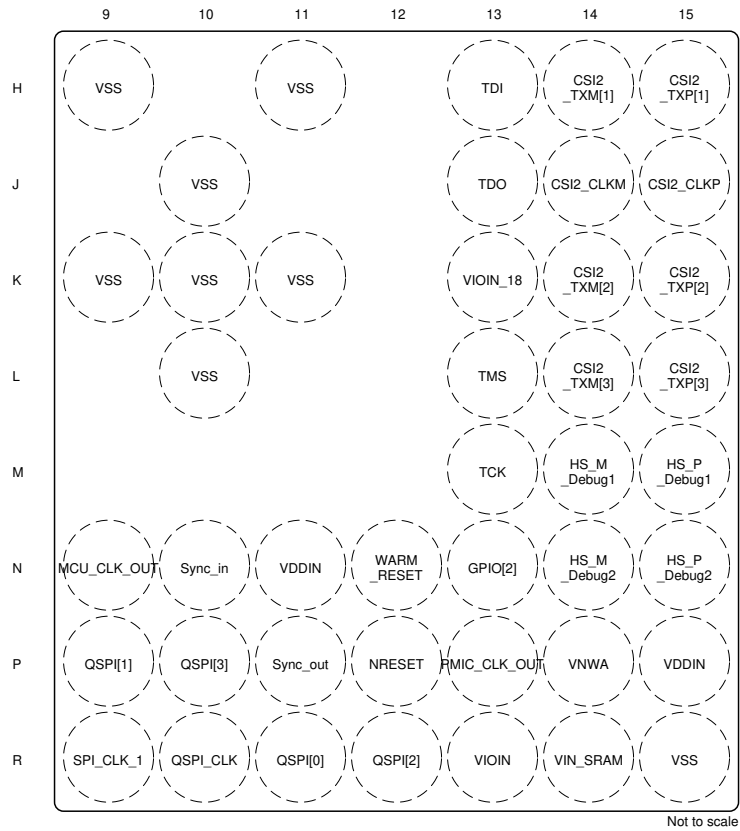 9 10 11 12 13 14 15
H VSS VSS TDI CSI2 _TXM[1] CSI2 _TXP[1]
J VSS TDO CSI2_CLKM CSI2_CLKP
K VSS VSS VSS VIOIN_18 CSI2 _TXM[2] CSI2 _TXP[2]
L VSS TMS CSI2 _TXM[3] CSI2 _TXP[3]
M TCK HS_M _Debug1 HS_P _Debug1
N MCU_CLK_OUT Sync_in VDDIN WARM _RESET GPIO[2] HS_M _Debug2 HS_P _Debug2
P QSPI[1] QSPI[3] Sync_out NRESET PMIC_CLK_OUT VNWA VDDIN
R SPI_CLK_1 QSPI_CLK QSPI[0] QSPI[2] VIOIN VIN_SRAM VSS
Not to scale